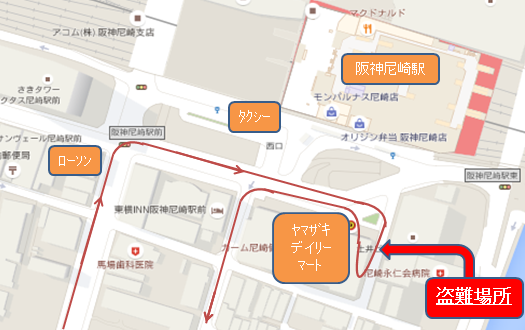 マクドナルド
アコム(株) 阪神尼崎支店
阪神尼崎駅
さきタワー
クタス尼崎駅前
モンパルナス尼崎店
ﾀｸｼｰ
サンヴェール尼崎駅前
阪神尼崎駅前
オリジン弁当 阪神尼崎店
西口
郵便局
ローソン
阪神尼崎駅東
東横INN阪神尼崎駅前
ﾔﾏｻﾞｷ
デイリー
マート
馬場歯科医院
尼崎永仁会病院
盗難場所